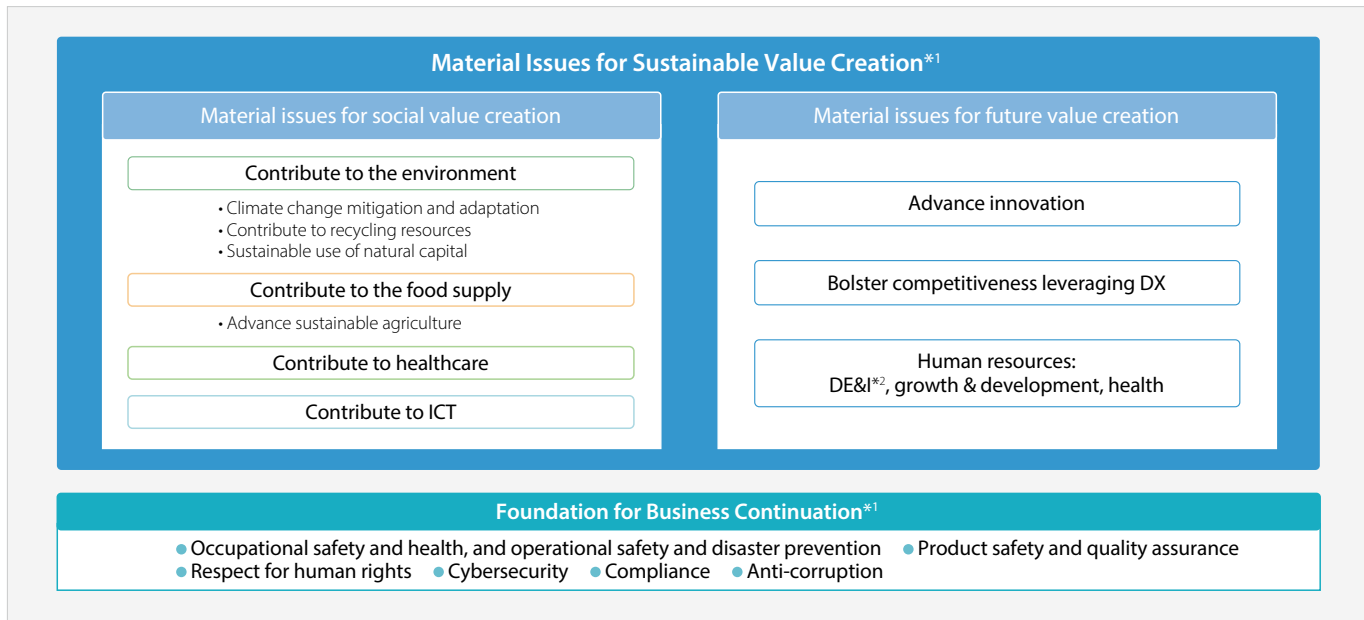 Material Issues for Sustainable Value Creation*1
Material issues for social value creation
Contribute to the environment
• Climate change mitigation and adaptation
• Contribute to recycling resources
• Sustainable use of natural capital
Contribute to the food supply
• Advance sustainable agriculture
Contribute to healthcare
Contribute to ICT
Material issues for future value creation
Advance innovation
Bolster competitiveness leveraging DX
Human resources:
DE&I*2, growth & development, health
Foundation for Business Continuation*1
● Occupational safety and health, and operational safety and disaster prevention ● Product safety and quality assurance
● Respect for human rights ● Cybersecurity ● Compliance ● Anti-corruption